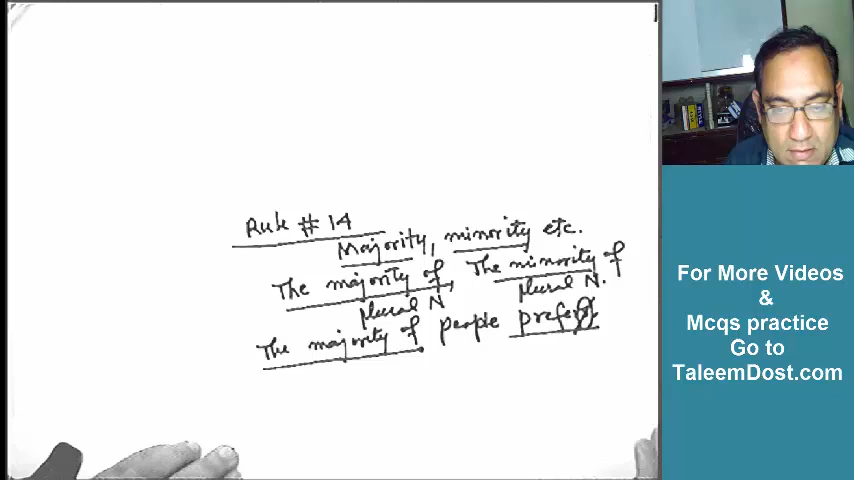 Rule # 14
Majority, minority etc.
The majority of, The minority of
plural N plural N.
The majority of people prefer
For More Videos
&
Mcqs practice
Go to
TaleemDost.com